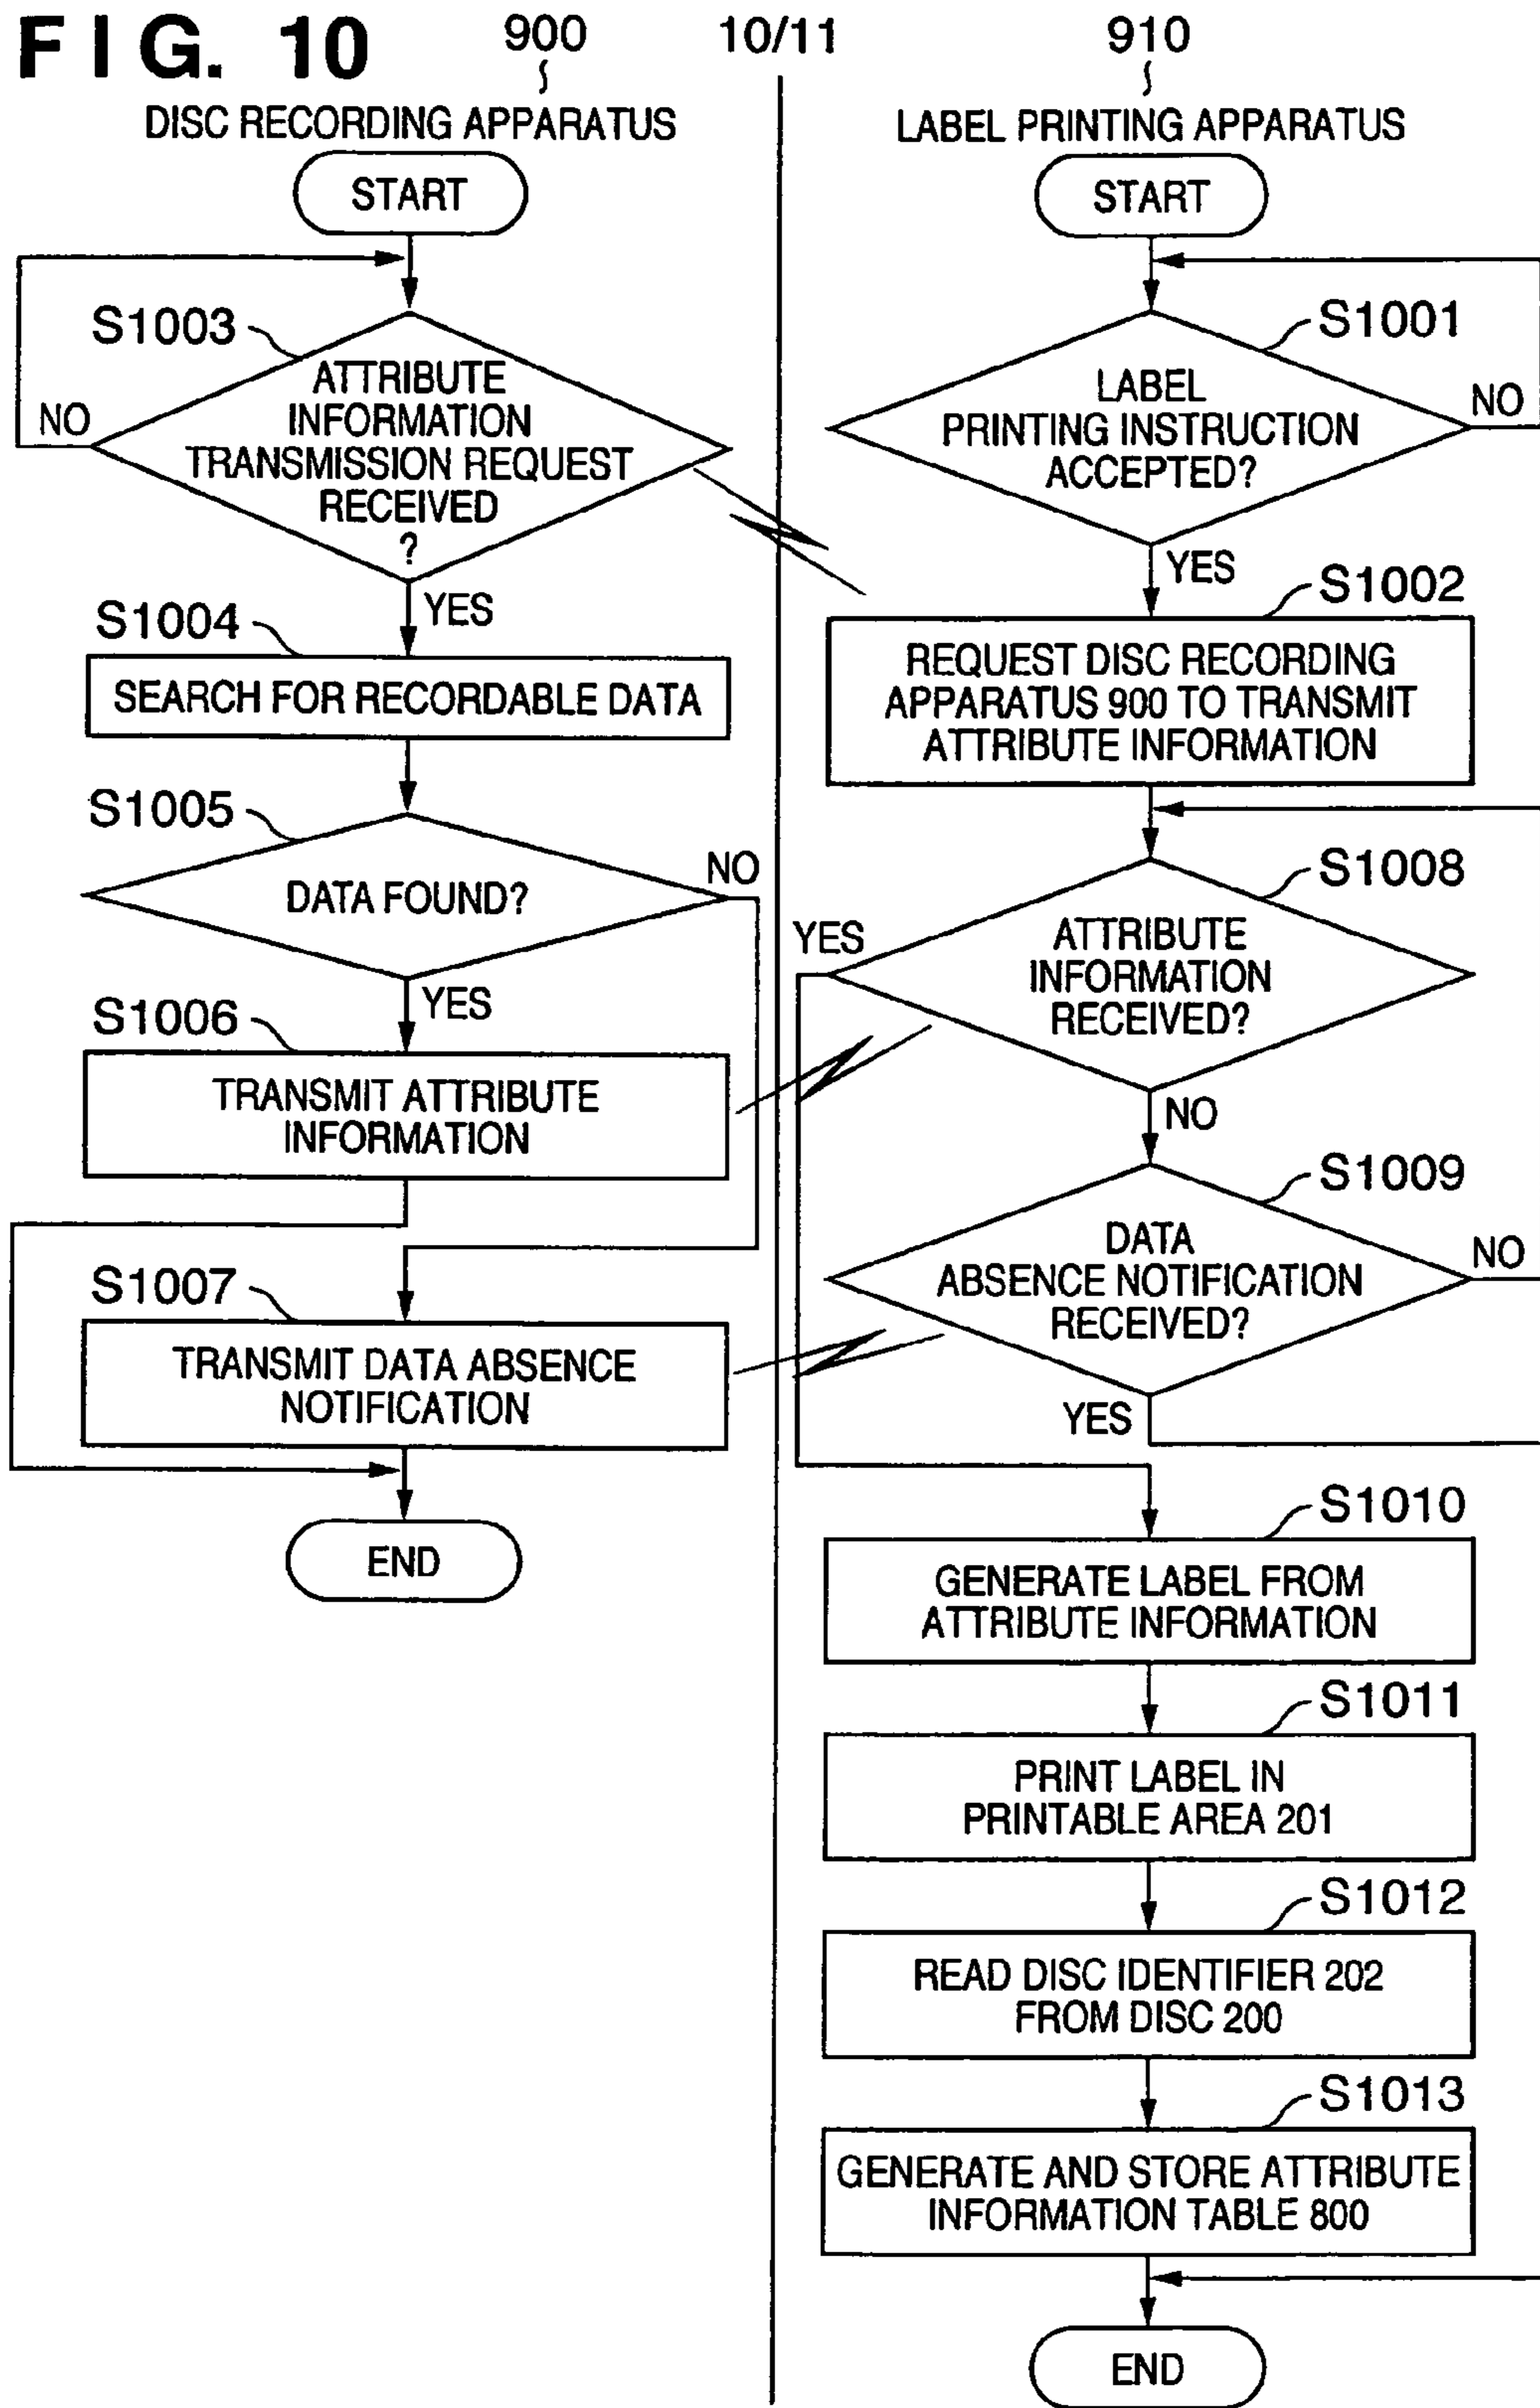 FIG. 10
900
10/11
910
DISC RECORDING APPARATUS
START
S1003
ATTRIBUTE
INFORMATION
TRANSMISSION REQUEST
RECEIVED
?
NO
YES
S1004
SEARCH FOR RECORDABLE DATA
S1005
DATA FOUND?
NO
YES
S1006
TRANSMIT ATTRIBUTE
INFORMATION
S1007
TRANSMIT DATA ABSENCE
NOTIFICATION
END
LABEL PRINTING APPARATUS
START
S1001
LABEL
PRINTING INSTRUCTION
ACCEPTED?
NO
YES
S1002
REQUEST DISC RECORDING
APPARATUS 900 TO TRANSMIT
ATTRIBUTE INFORMATION
S1008
YES
ATTRIBUTE
INFORMATION
RECEIVED?
NO
S1009
DATA
ABSENCE NOTIFICATION
RECEIVED?
NO
YES
S1010
GENERATE LABEL FROM
ATTRIBUTE INFORMATION
S1011
PRINT LABEL IN
PRINTABLE AREA 201
S1012
READ DISC IDENTIFIER 202
FROM DISC 200
S1013
GENERATE AND STORE ATTRIBUTE
INFORMATION TABLE 800
END